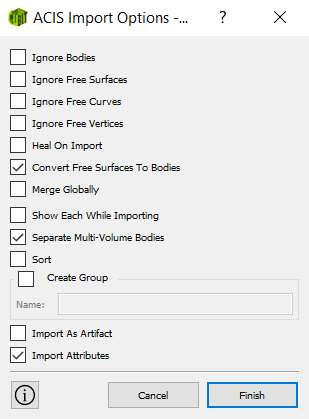 ACIS Import Options -...
Ignore Bodies
Ignore Free Surfaces
Ignore Free Curves
Ignore Free Vertices
Heal On Import
Convert Free Surfaces To Bodies
Merge Globally
Show Each While Importing
Separate Multi-Volume Bodies
Sort
Create Group
Name:
Import As Artifact
Import Attributes
Cancel
Finish